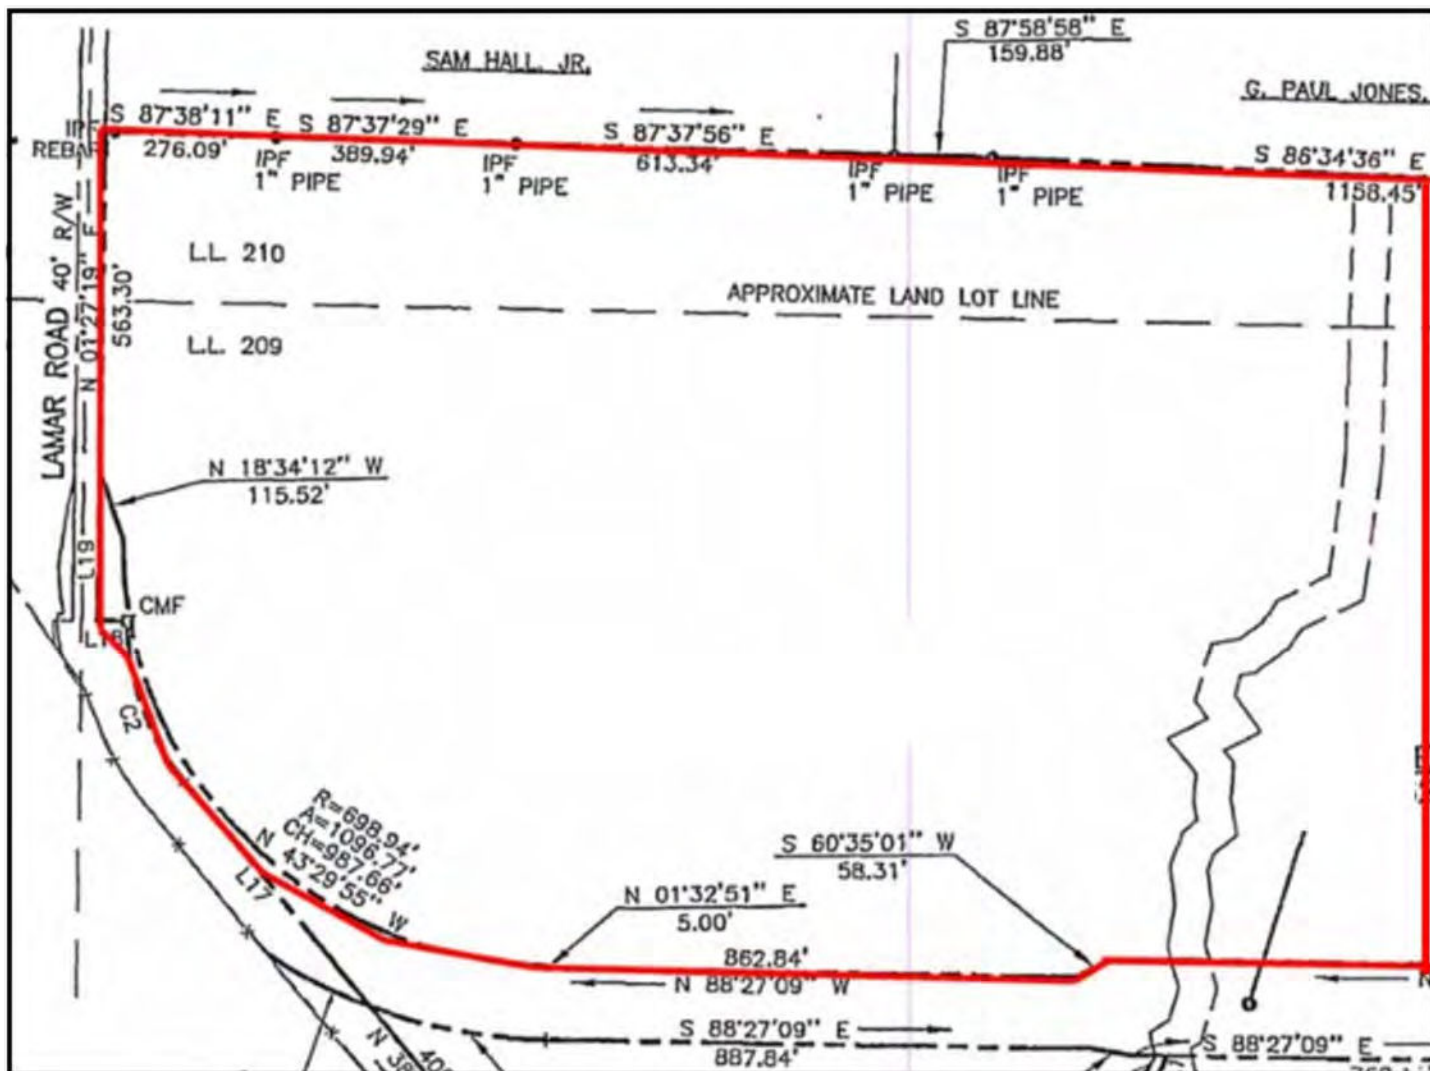 S 87°58'58" E
159.88'
SAM HALL. JR.
G. PAUL JONES.
S 87°38'11" E
S 87°37'29" E
S 87°37'56" E
S 86°34'36" E
IPF
REBAR
276.09'
389.94'
613.34'
1158.45'
IPF
1" PIPE
IPF
1" PIPE
IPF
1" PIPE
IPF
1" PIPE
LAMAR ROAD 40' R/W
N 01°27'19" E
563.30'
L.L. 210
APPROXIMATE LAND LOT LINE
L.L. 209
N 18°34'12" W
115.52'
L19
CMF
L18
C2
R=698.94'
A=1096.77'
CH=987.66'
N 43°29'55" W
L17
S 60°35'01" W
58.31'
N 01°32'51" E
5.00'
862.84'
N 88°27'09" W
N
S 88°27'09" E
887.84'
S 88°27'09" E
N 38°